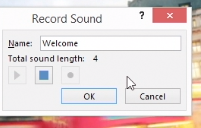 Record Sound
?
Name: Welcome
Total sound length: 4
OK Cancel